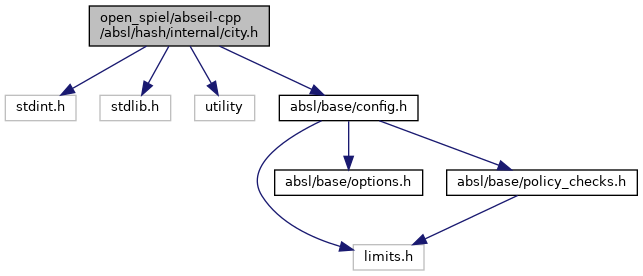 open_spiel/abseil-cpp
/absl/hash/internal/city.h
stdint.h
stdlib.h
utility
absl/base/config.h
absl/base/options.h
absl/base/policy_checks.h
limits.h